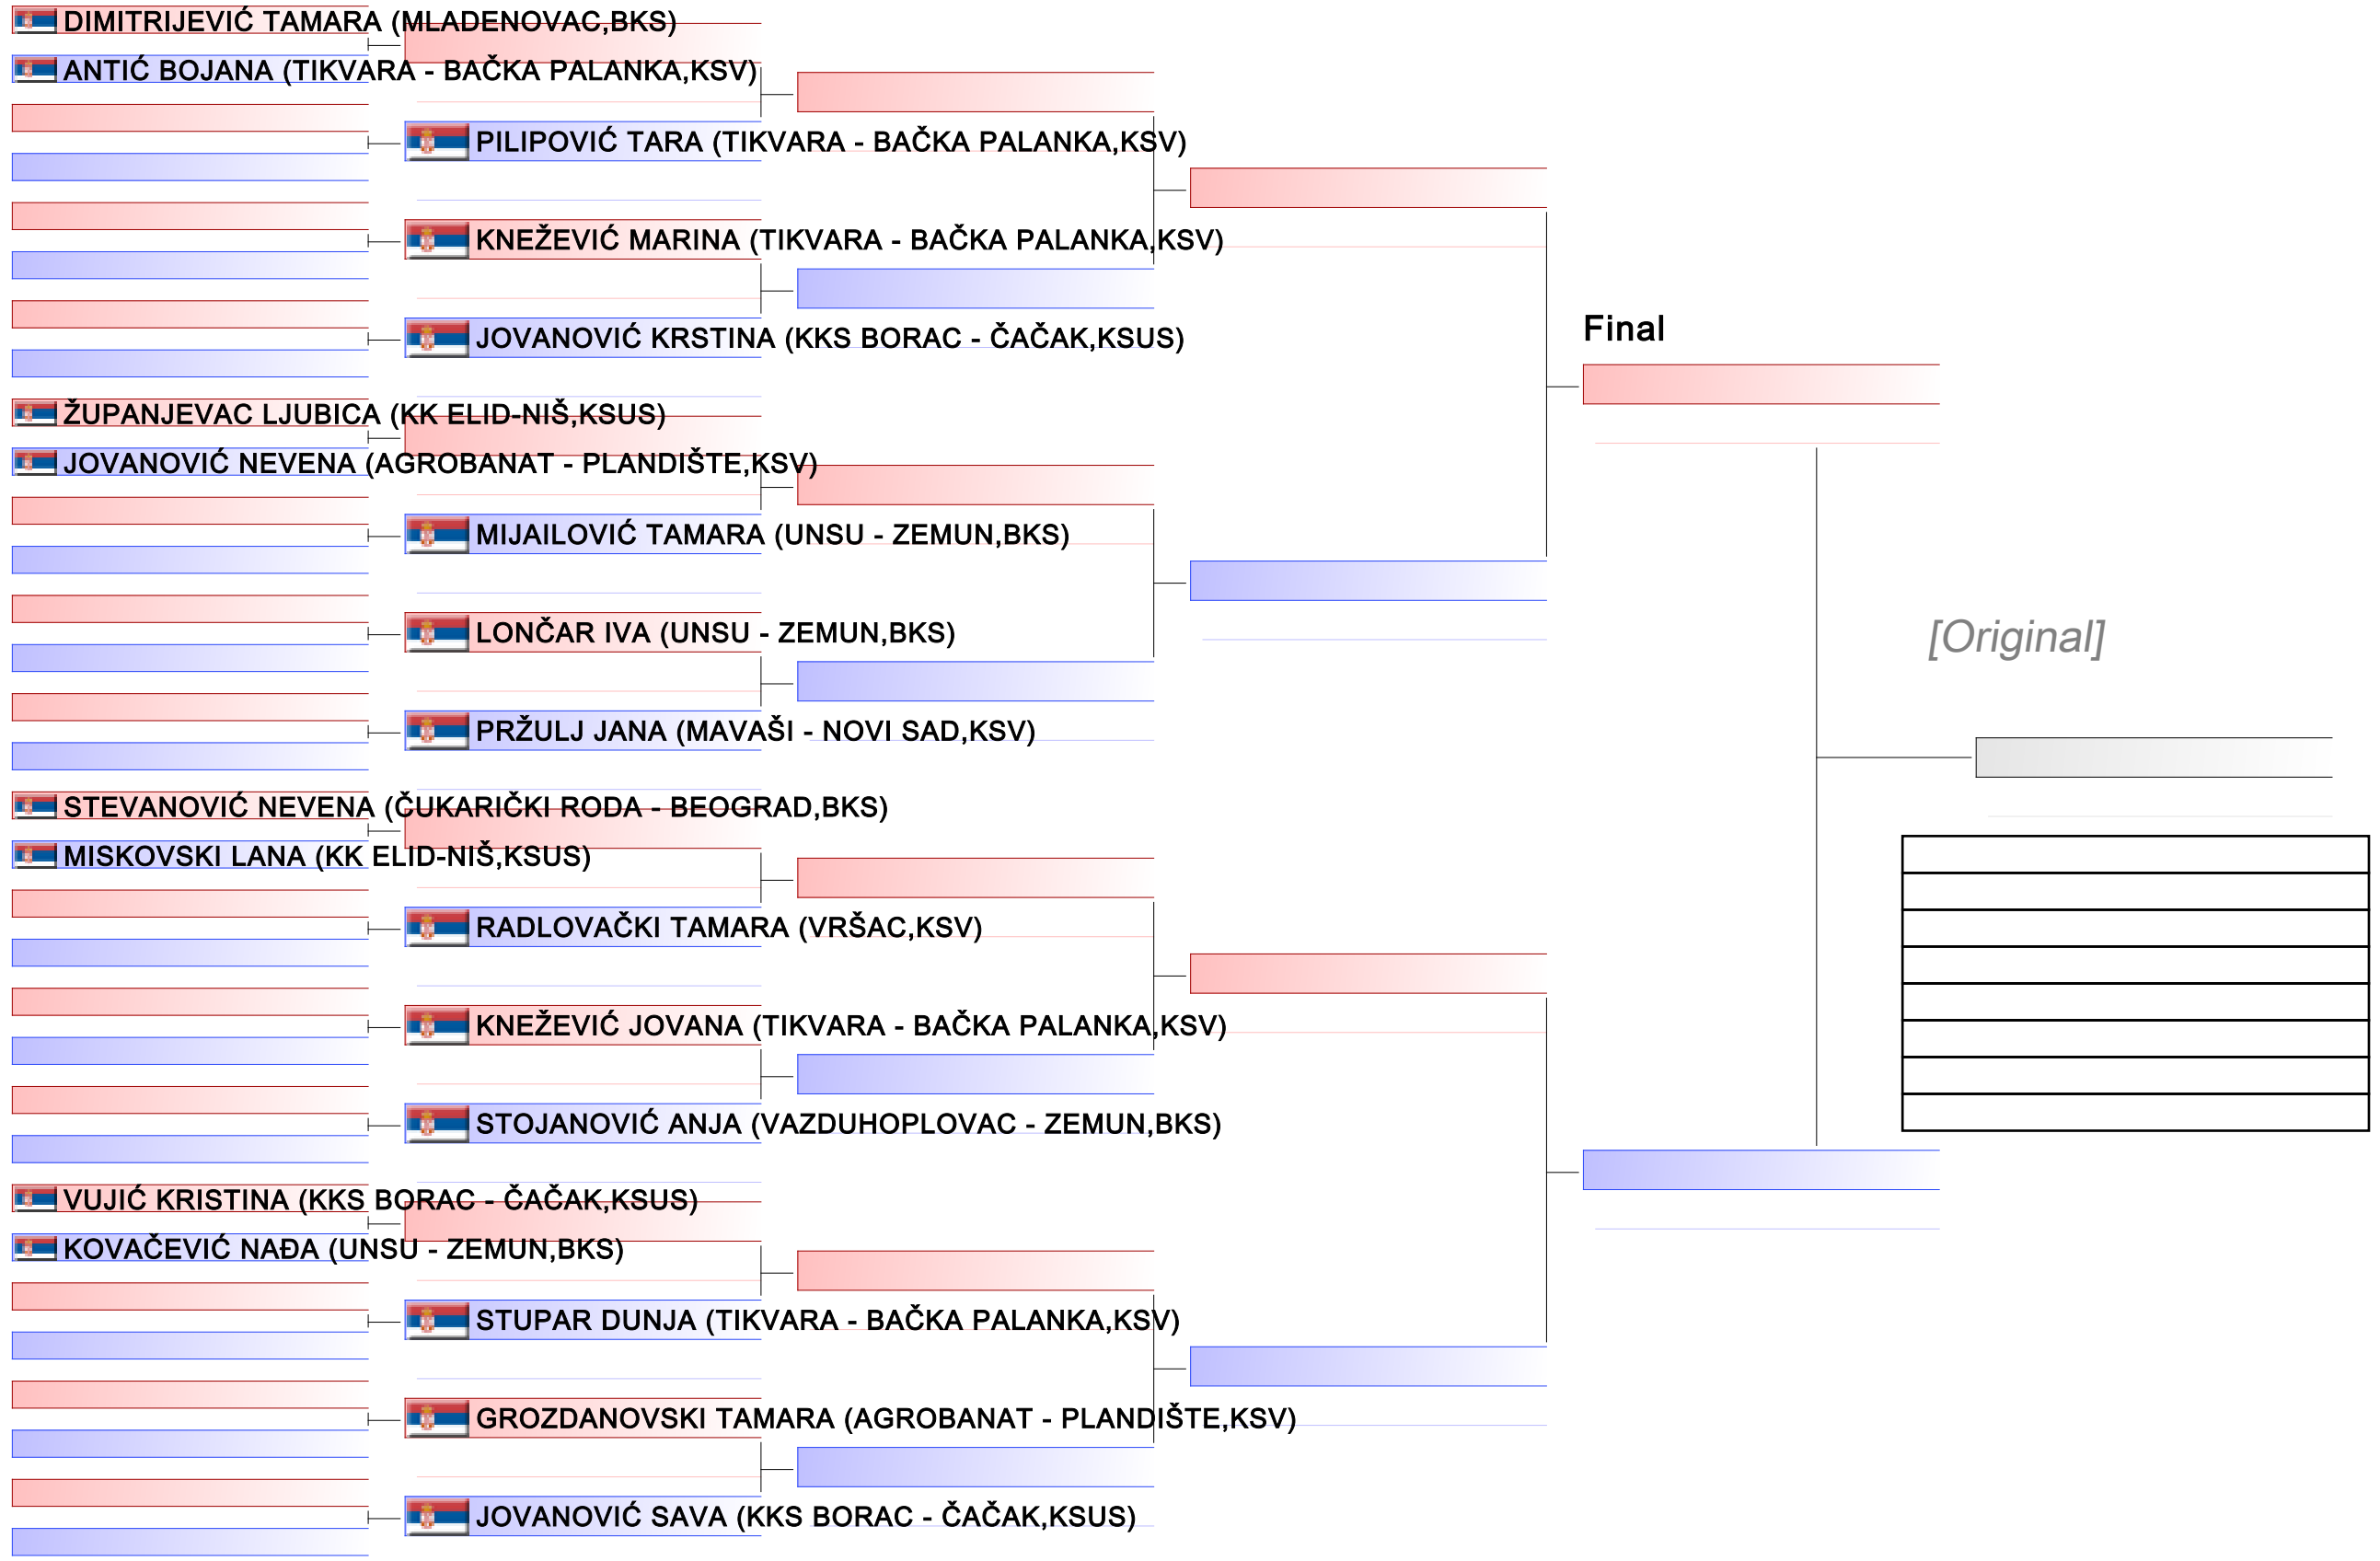 DIMITRIJEVIĆ TAMARA (MLADENOVAC,BKS)
ANTIĆ BOJANA (TIKVARA - BAČKA PALANKA,KSV)
PILIPOVIĆ TARA (TIKVARA - BAČKA PALANKA,KSV)
KNEŽEVIĆ MARINA (TIKVARA - BAČKA PALANKA,KSV)
JOVANOVIĆ KRSTINA (KKS BORAC - ČAČAK,KSUS)
Final
ŽUPANJEVAC LJUBICA (KK ELID-NIŠ,KSUS)
JOVANOVIĆ NEVENA (AGROBANAT - PLANDIŠTE,KSV)
MIJAILOVIĆ TAMARA (UNSU - ZEMUN,BKS)
LONČAR IVA (UNSU - ZEMUN,BKS)
[Original]
PRŽULJ JANA (MAVAŠI - NOVI SAD,KSV)
STEVANOVIĆ NEVENA (ČUKARIČKI RODA - BEOGRAD,BKS)
MISKOVSKI LANA (KK ELID-NIŠ,KSUS)
RADLOVAČKI TAMARA (VRŠAC,KSV)
KNEŽEVIĆ JOVANA (TIKVARA - BAČKA PALANKA,KSV)
STOJANOVIĆ ANJA (VAZDUHOPLOVAC - ZEMUN,BKS)
VUJIĆ KRISTINA (KKS BORAC - ČAČAK,KSUS)
KOVAČEVIĆ NAĐA (UNSU - ZEMUN,BKS)
STUPAR DUNJA (TIKVARA - BAČKA PALANKA,KSV)
GROZDANOVSKI TAMARA (AGROBANAT - PLANDIŠTE,KSV)
JOVANOVIĆ SAVA (KKS BORAC - ČAČAK,KSUS)